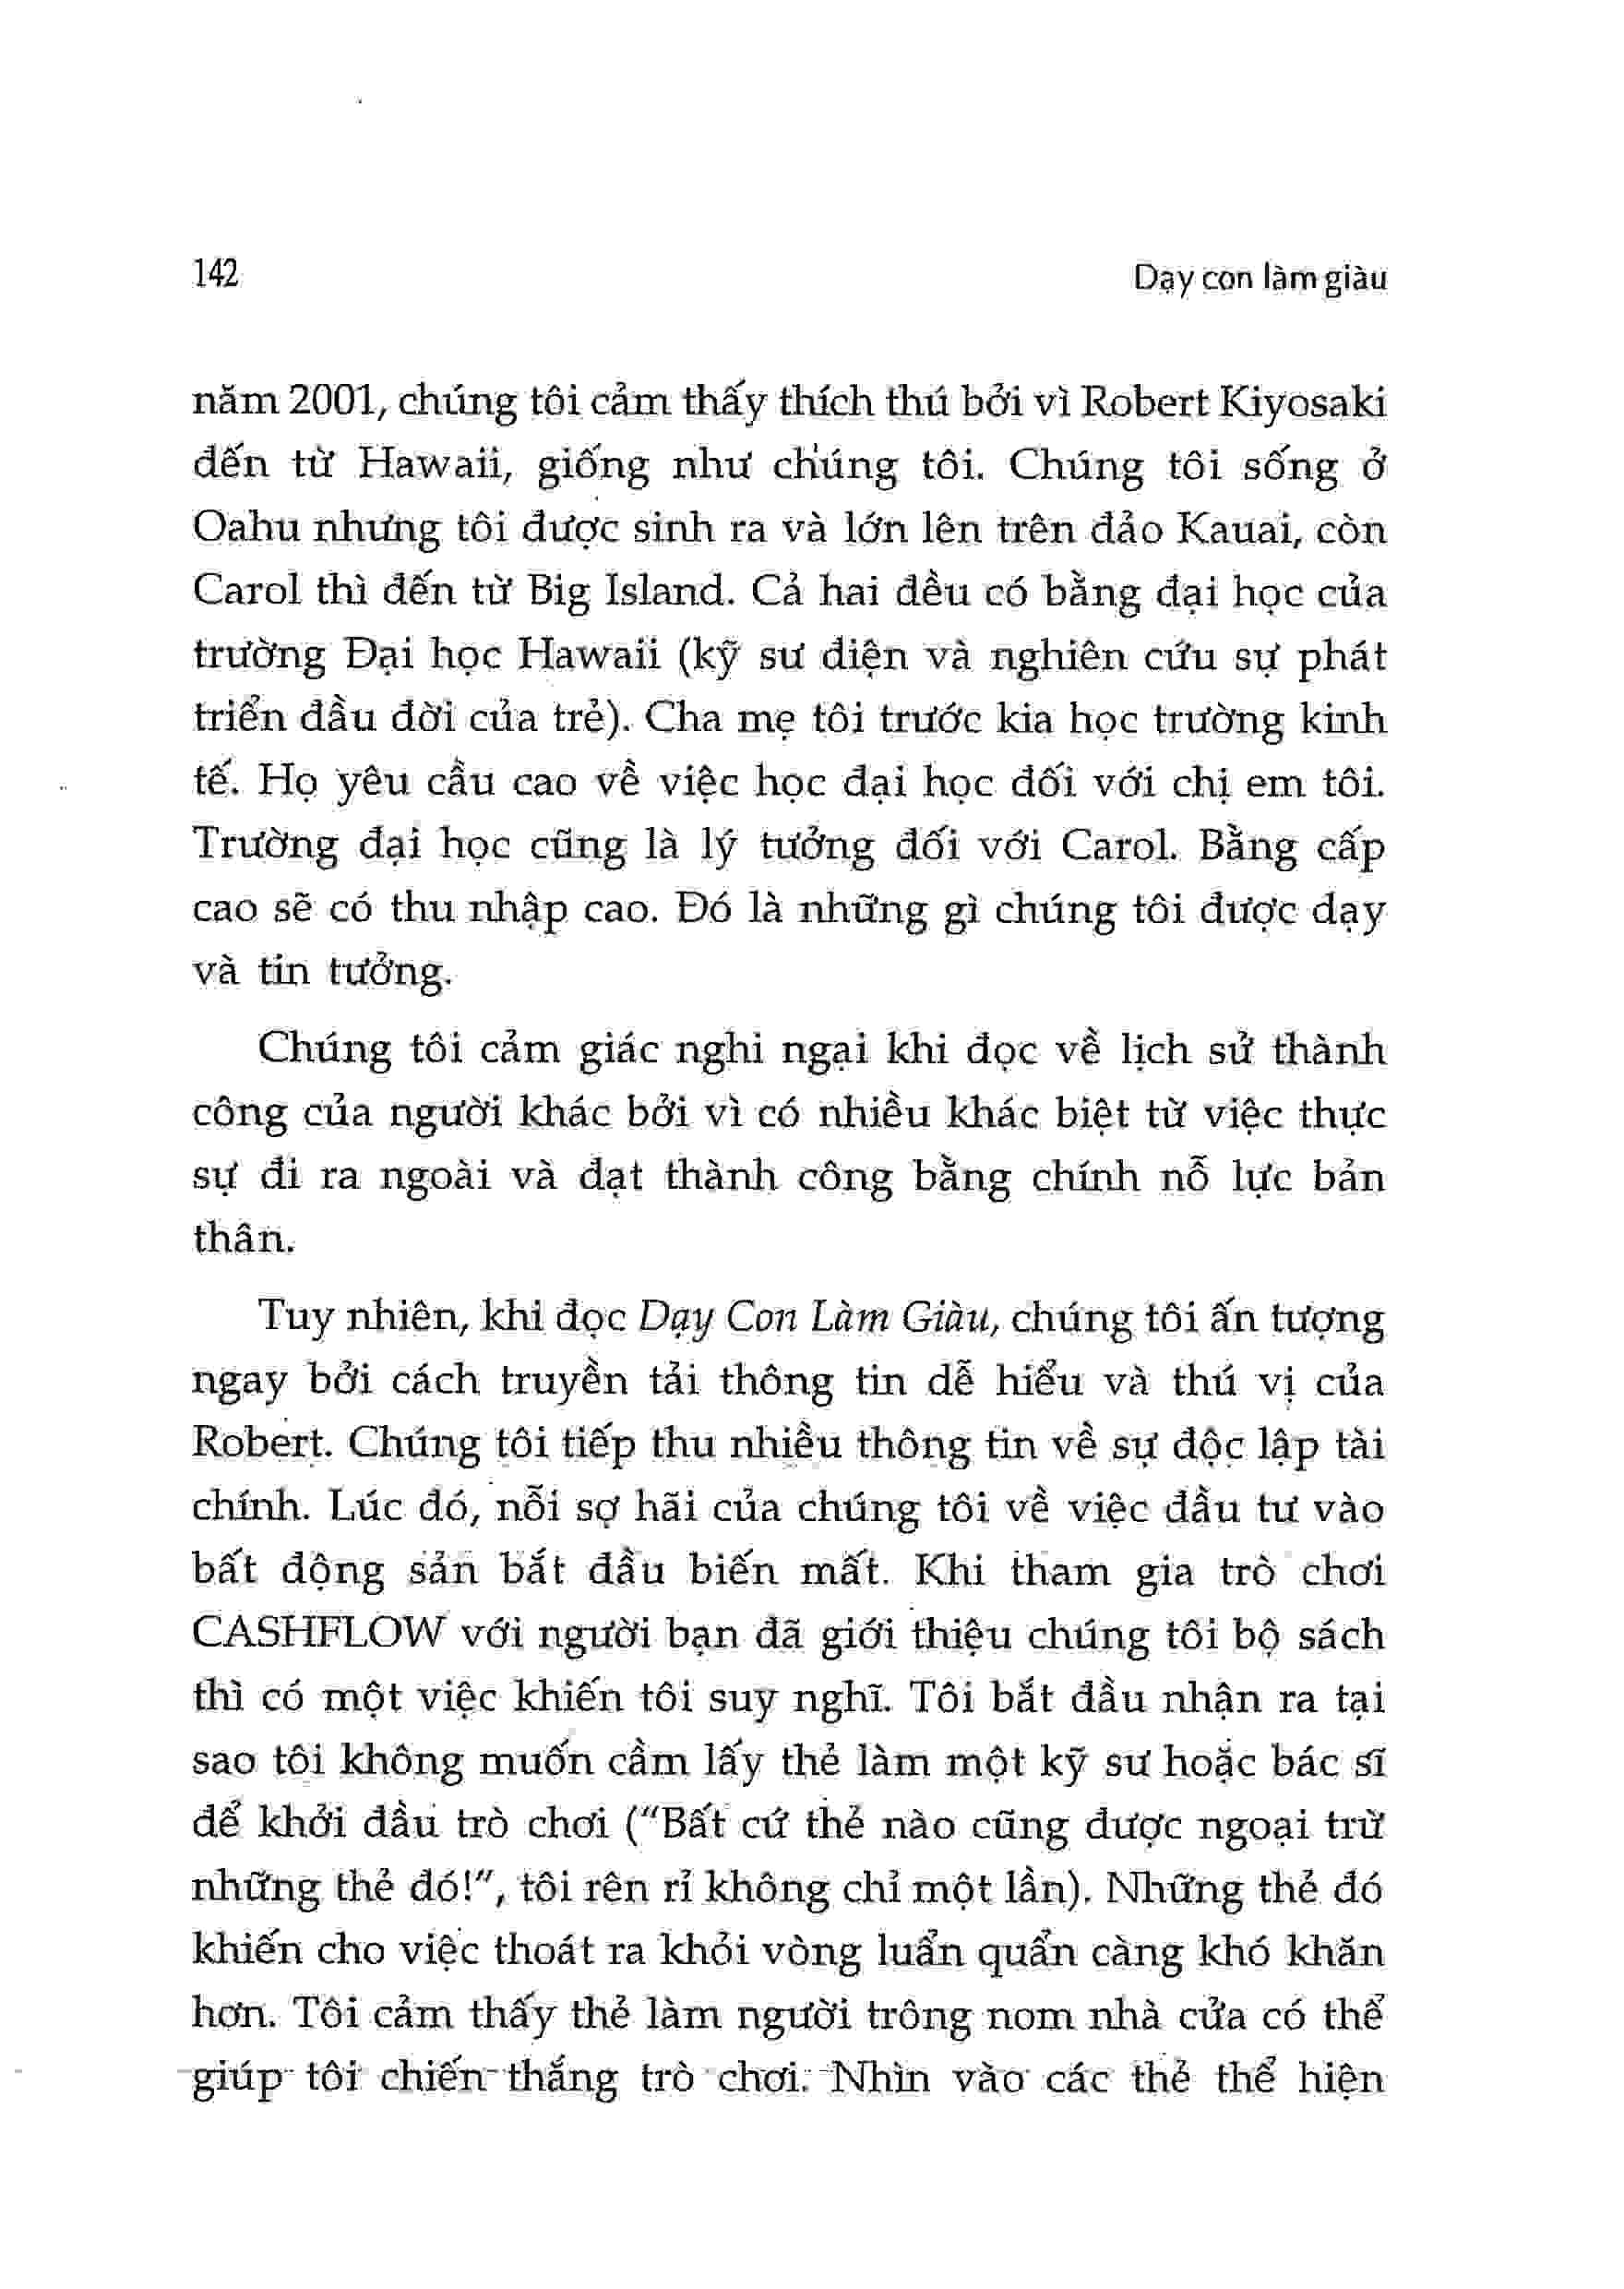 142
Dạy con làm giàu
năm 2001, chúng tôi cảm thấy thích thú bởi vì Robert Kiyosaki
đến từ Hawaii, giống như chúng tôi. Chúng tôi sống ở
Oahu nhưng tôi được sinh ra và lớn lên trên đảo Kauai, còn
Carol thì đến từ Big Island. Cả hai đều có bằng đại học của
trường Đại học Hawaii (kỹ sư điện và nghiên cứu sự phát
triển đầu đời của trẻ). Cha mẹ tôi trước kia học trường kinh
tế. Họ yêu cầu cao về việc học đại học đối với chị em tôi.
Trường đại học cũng là lý tưởng đối với Carol. Bằng cấp
cao sẽ có thu nhập cao. Đó là những gì chúng tôi được dạy
và tin tưởng.
Chúng tôi cảm giác nghi ngại khi đọc về lịch sử thành
công của người khác bởi vì có nhiều khác biệt từ việc thực
sự đi ra ngoài và đạt thành công bằng chính nỗ lực bản
thân.
Tuy nhiên, khi đọc Dạy Con Làm Giàu, chúng tôi ấn tượng
ngay bởi cách truyền tải thông tin dễ hiểu và thú vị của
Robert. Chúng tôi tiếp thu nhiều thông tin về sự độc lập tài
chính. Lúc đó, nỗi sợ hãi của chúng tôi về việc đầu tư vào
bất động sản bắt đầu biến mất. Khi tham gia trò chơi
CASHFLOW với người bạn đã giới thiệu chúng tôi bộ sách
thì có một việc khiến tôi suy nghĩ. Tôi bắt đầu nhận ra tại
sao tôi không muốn cầm lấy thẻ làm một kỹ sư hoặc bác sĩ
để khởi đầu trò chơi ("Bất cứ thẻ nào cũng được ngoại trừ
những thẻ đó!", tôi rên rỉ không chỉ một lần). Những thẻ đó
khiến cho việc thoát ra khỏi vòng luẩn quẩn càng khó khăn
hơn. Tôi cảm thấy thẻ làm người trông nom nhà cửa có thể
giúp tôi chiến thắng trò chơi. Nhìn vào các thẻ thể hiện